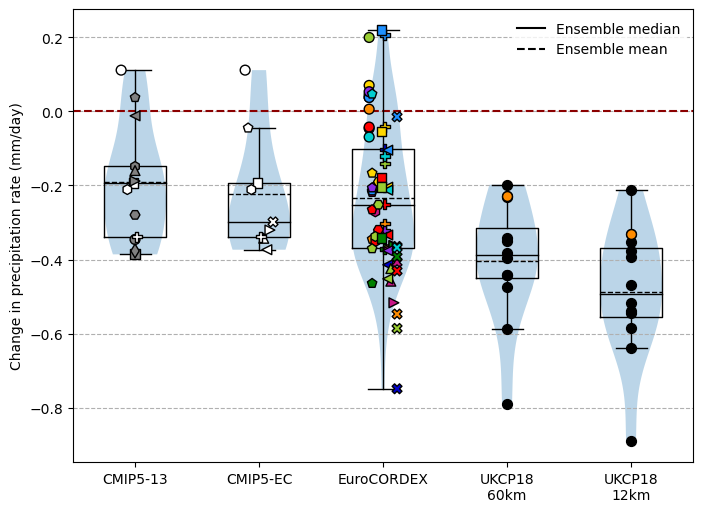 Change in precipitation rate (mm/day)
0.2
0.0
−0.2
−0.4
−0.6
−0.8
Ensemble median
Ensemble mean
CMIP5-13
CMIP5-EC
EuroCORDEX
UKCP18
60km
UKCP18
12km